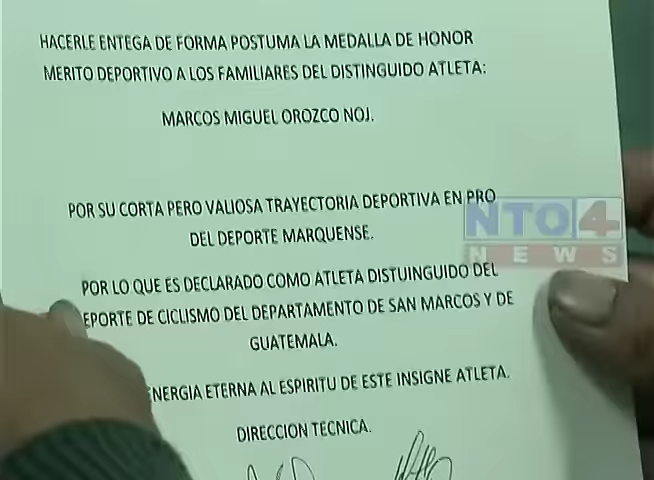 HACERLE ENTEGA DE FORMA POSTUMA LA MEDALLA DE HONOR
MERITO DEPORTIVO A LOS FAMILIARES DEL DISTINGUIDO ATLETA:
MARCOS MIGUEL OROZCO NOJ.
POR SU CORTA PERO VALIOSA TRAYECTORIA DEPORTIVA EN PRO
DEL DEPORTE MARQUENSE.
POR LO QUE ES DECLARADO COMO ATLETA DISTUINGUIDO DEL
EPORTE DE CICLISMO DEL DEPARTAMENTO DE SAN MARCOS Y DE
GUATEMALA.
NERGIA ETERNA AL ESPIRITU DE ESTE INSIGNE ATLETA.
DIRECCION TECNICA.
NTO4
NEWS